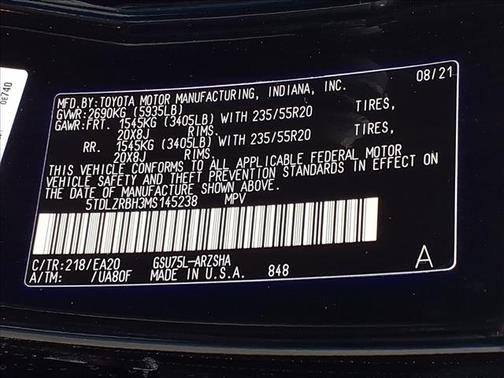 MFD.BY:TOYOTA MOTOR MANUFACTURING, INDIANA, INC. 08/21
GVWR:2690KG (5935LB)
GAWR:FRT. 1545KG (3405LB) WITH 235/55R20 TIRES,
20X8J RIMS.
RR. 1545KG (3405LB) WITH 235/55R20 TIRES,
20X8J RIMS.
THIS VEHICLE CONFORMS TO ALL APPLICABLE FEDERAL MOTOR
VEHICLE SAFETY AND THEFT PREVENTION STANDARDS IN EFFECT ON
THE DATE OF MANUFACTURE SHOWN ABOVE.
5TDLZRBH3MS145238 MPV
C/TR:218/EA20 GSU75L-ARZSHA
A/TM: /UA80F MADE IN U.S.A. 848 A
0E740